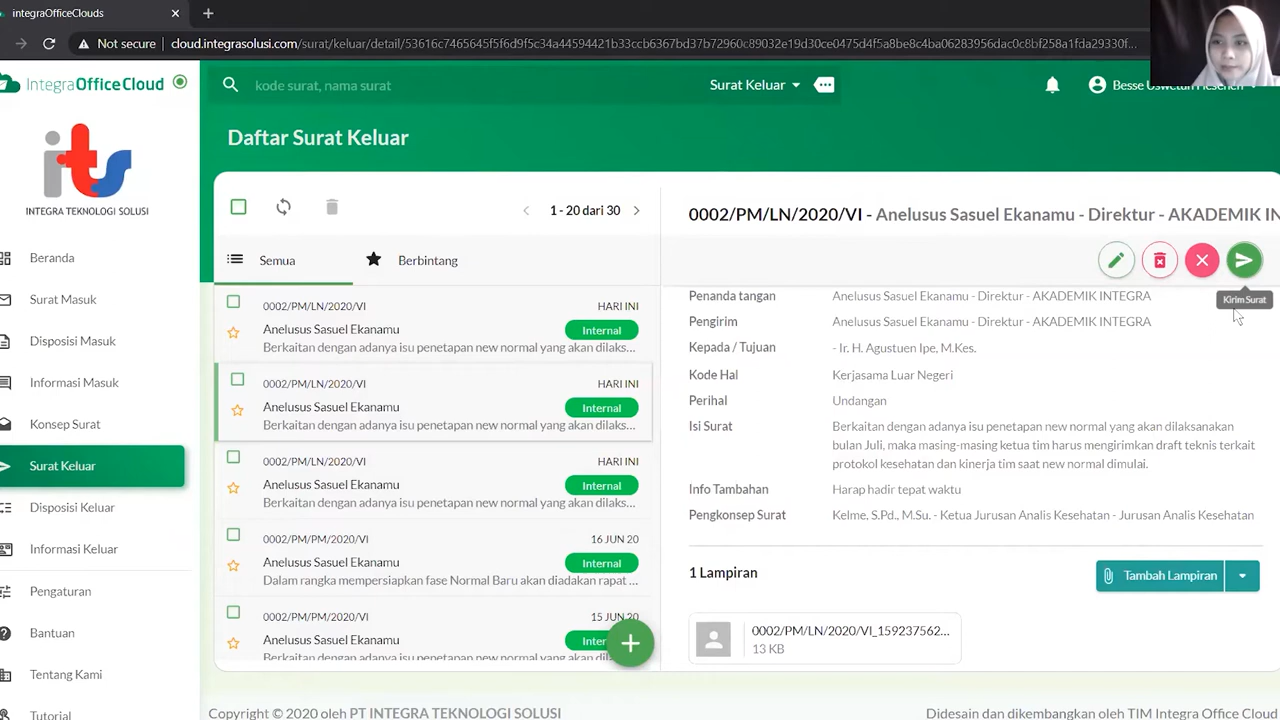 integraOfficeClouds
Not secure
cloud.integrasolusi.com/surat/keluar/detail/53616c7465645f5f6d9f5c34a44594421b33ccb6367bd37b72960c89032e19d30ce0475d4f5a8be8c4ba06283956dac0c8bf258a1fda29330f...
IntegraOfficeCloud
kode surat, nama surat
Surat Keluar
Besse
its
INTEGRA TEKNOLOGI SOLUSI
Beranda
Surat Masuk
Disposisi Masuk
Informasi Masuk
Konsep Surat
Surat Keluar
Disposisi Keluar
Informasi Keluar
Pengaturan
Bantuan
Tentang Kami
Tutorial
Daftar Surat Keluar
1 - 20 dari 30
Semua
Berbintang
0002/PM/LN/2020/VI HARI INI
Anelusus Sasuel Ekanamu Internal
Berkaitan dengan adanya isu penetapan new normal yang akan dilaks...
0002/PM/LN/2020/VI HARI INI
Anelusus Sasuel Ekanamu Internal
Berkaitan dengan adanya isu penetapan new normal yang akan dilaks...
0002/PM/LN/2020/VI HARI INI
Anelusus Sasuel Ekanamu Internal
Berkaitan dengan adanya isu penetapan new normal yang akan dilaks...
0002/PM/PM/2020/VI 16 JUN 20
Anelusus Sasuel Ekanamu Internal
Dalam rangka mempersiapkan fase Normal Baru akan diadakan rapat ...
0002/PM/PM/2020/VI 15 JUN 20
Anelusus Sasuel Ekanamu Inter
0002/PM/LN/2020/VI - Anelusus Sasuel Ekanamu - Direktur - AKADEMIK IN
Kirim Surat
Penanda tangan Anelusus Sasuel Ekanamu - Direktur - AKADEMIK INTEGRA
Pengirim Anelusus Sasuel Ekanamu - Direktur - AKADEMIK INTEGRA
Kepada / Tujuan - Ir. H. Agustuen Ipe, M.Kes.
Kode Hal Kerjasama Luar Negeri
Perihal Undangan
Isi Surat Berkaitan dengan adanya isu penetapan new normal yang akan dilaksanakan
bulan Juli, maka masing-masing ketua tim harus mengirimkan draft teknis terkait
protokol kesehatan dan kinerja tim saat new normal dimulai.
Info Tambahan Harap hadir tepat waktu
Pengkonsep Surat Kelme, S.Pd., M.Su. - Ketua Jurusan Analis Kesehatan - Jurusan Analis Kesehatan
1 Lampiran
Tambah Lampiran
0002/PM/LN/2020/VI_159237562...
13 KB
Copyright © 2020 oleh PT INTEGRA TEKNOLOGI SOLUSI
Didesain dan dikembangkan oleh TIM Integra Office Cloud